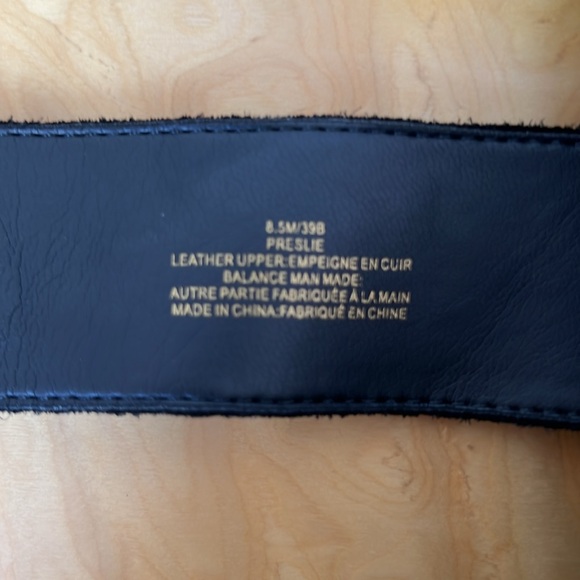 8.5M/39B
PRESLIE
LEATHER UPPER:EMPEIGNE EN CUIR
BALANCE MAN MADE:
AUTRE PARTIE FABRIQUÉE À LA MAIN
MADE IN CHINA:FABRIQUÉ EN CHINE